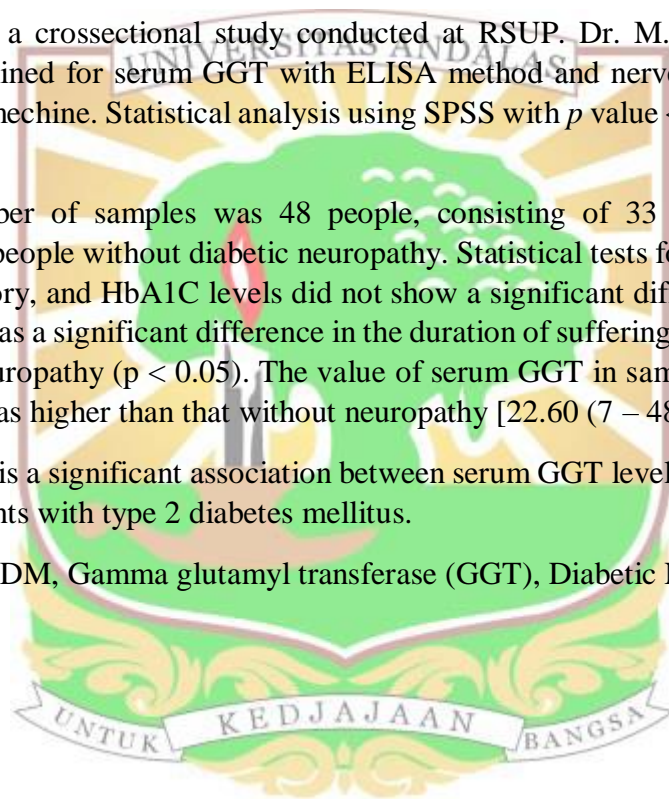 a crossectional study conducted at RSUP. Dr. M.
UNIVERSITAS ANDALAS
ined for serum GGT with ELISA method and nerve
mechine. Statistical analysis using SPSS with p value <
ber of samples was 48 people, consisting of 33
people without diabetic neuropathy. Statistical tests fo
ory, and HbA1C levels did not show a significant dif
as a significant difference in the duration of suffering
uropathy (p < 0.05). The value of serum GGT in sam
as higher than that without neuropathy [22.60 (7 – 48
is a significant association between serum GGT level
nts with type 2 diabetes mellitus.
DM, Gamma glutamyl transferase (GGT), Diabetic
UNTUK KEDJAJAAN BANGSA